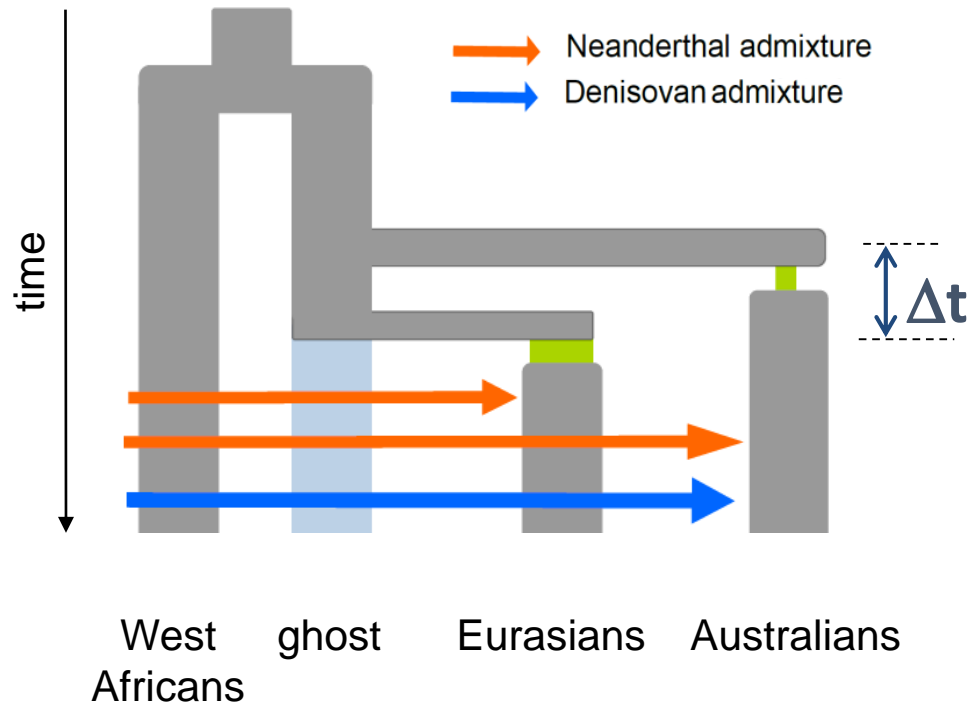 Neanderthal admixture
Denisovan admixture
time
Δt
West Africans
ghost
Eurasians
Australians